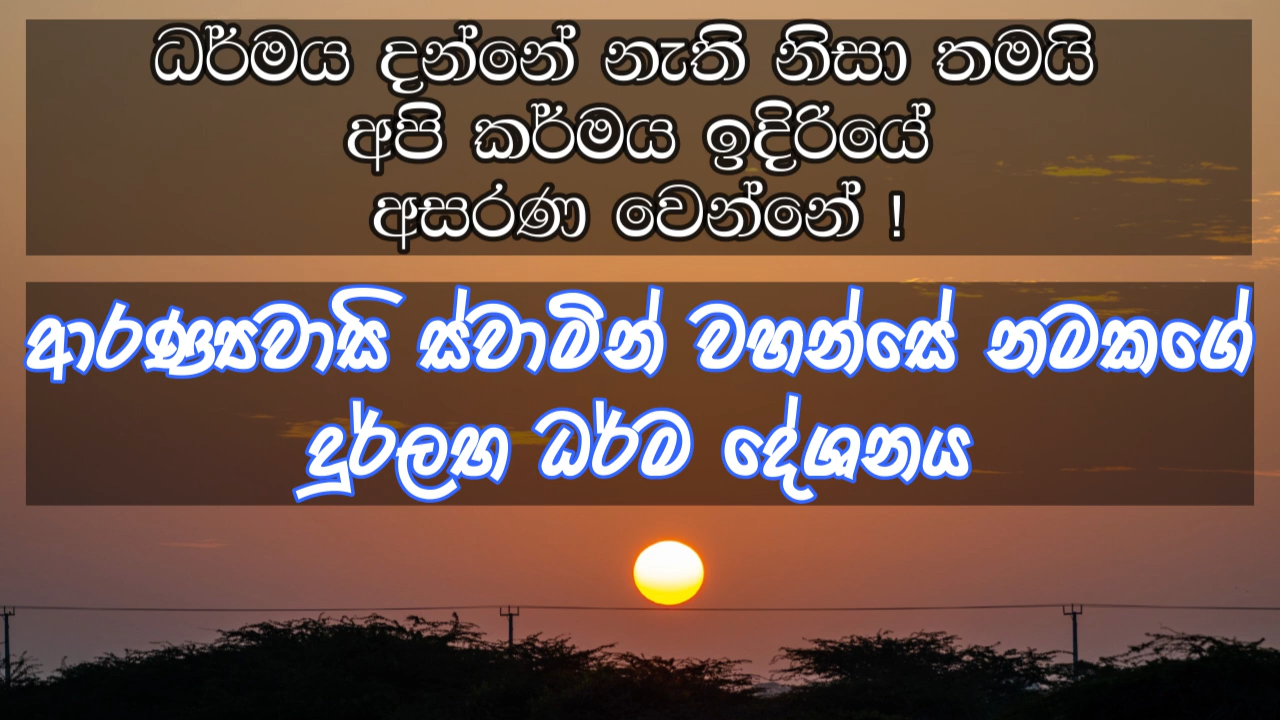 ධර්මය දන්නේ නැති නිසා තමයි
අපි කර්මය ඉදිරියේ
අසරණ වෙන්නේ !
ආරණ්‍යවාසි ස්වාමින් වහන්සේ නමකගේ
දුර්ලභ ධර්ම දේශනය